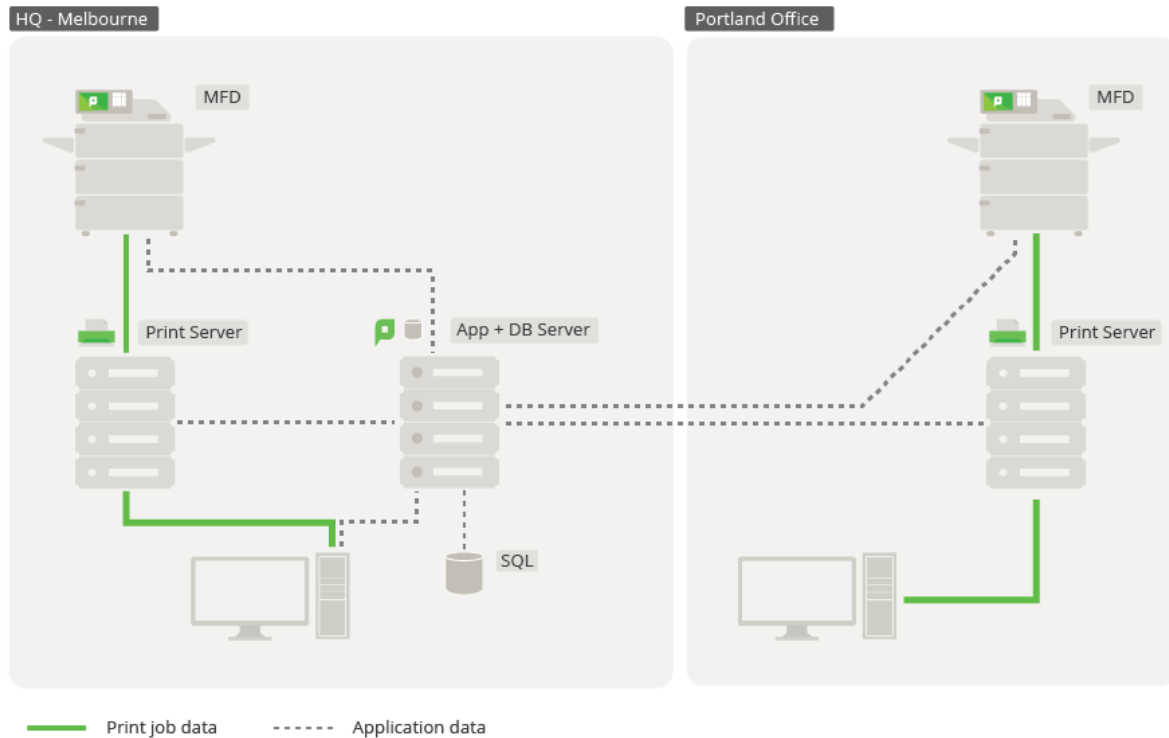 HQ - Melbourne
Portland Office
MFD
MFD
Print Server
App + DB Server
Print Server
SQL
Print job data
Application data